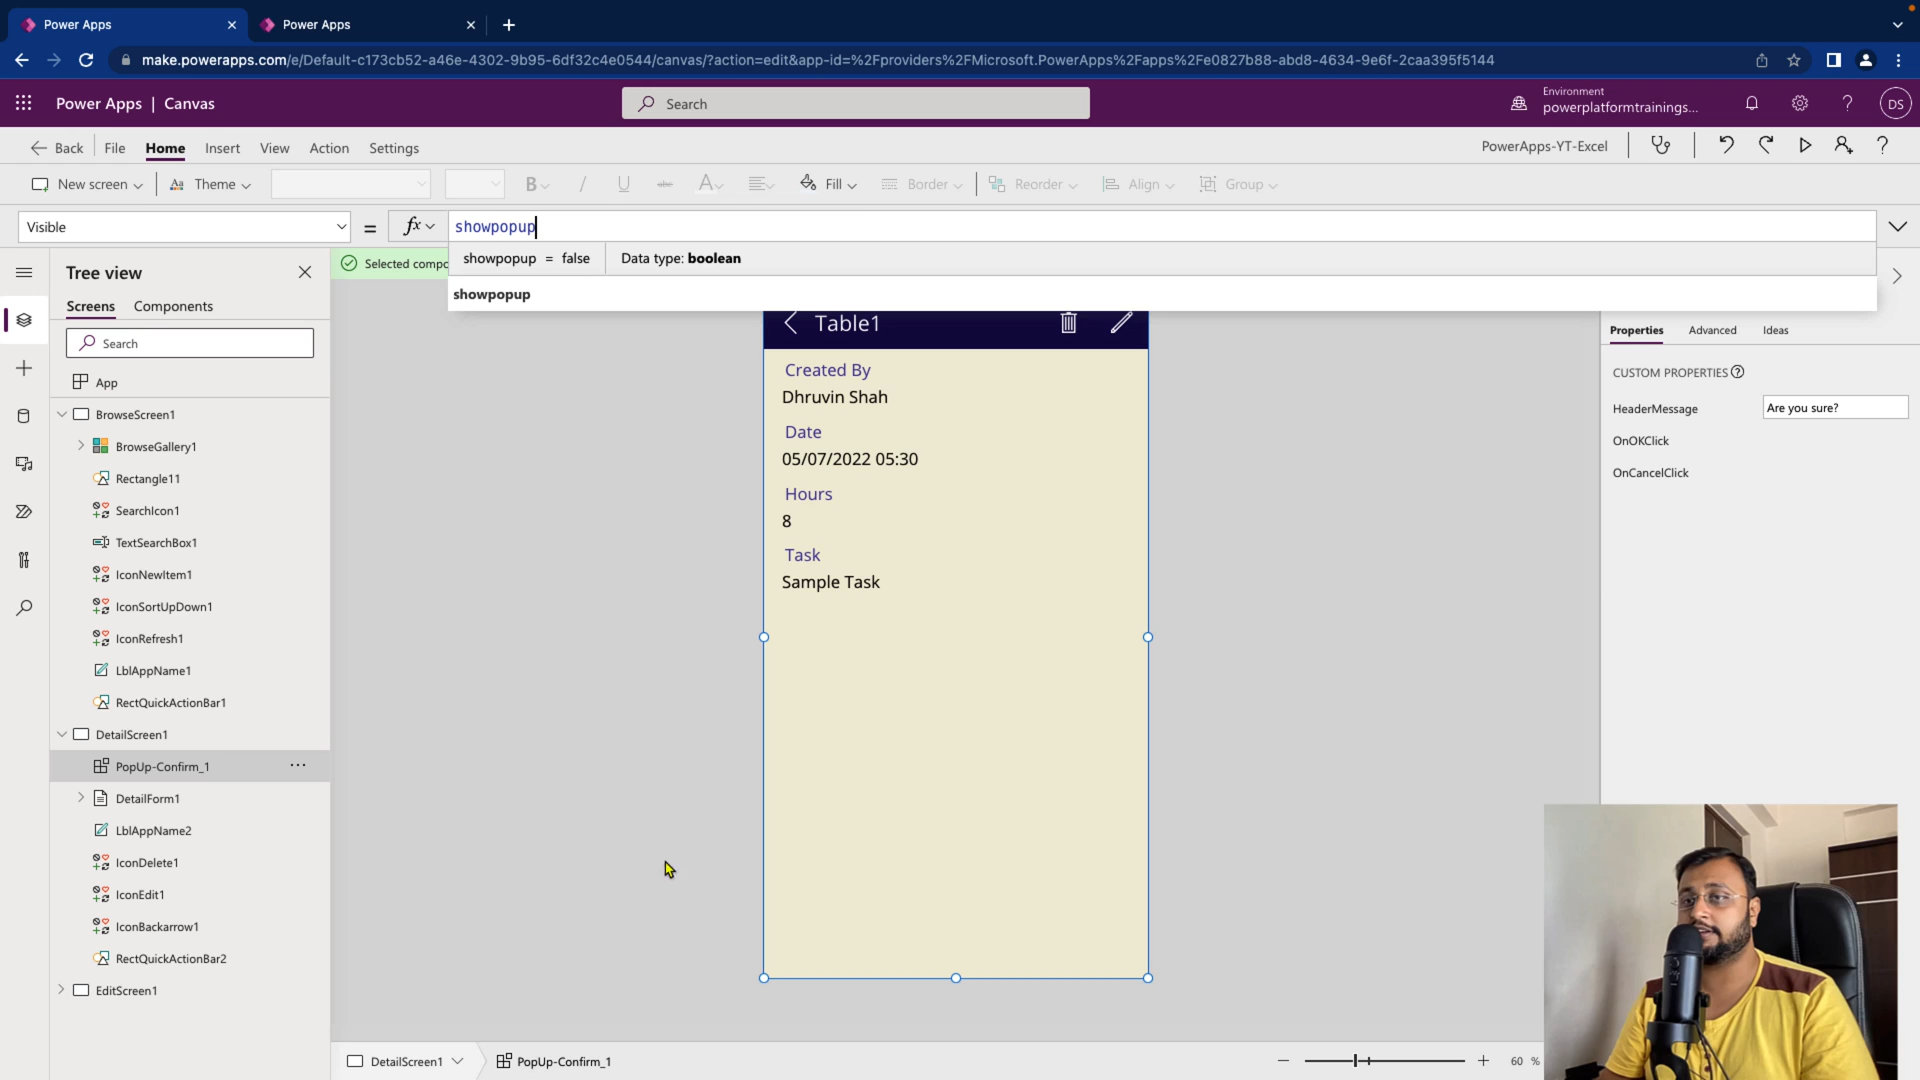 Power Apps
Power Apps
make.powerapps.com/e/Default-c173cb52-a46e-4302-9b95-6df32c4e0544/canvas/?action=edit&app-id=%2Fproviders%2FMicrosoft.PowerApps%2Fapps%2Fe0827b88-abd8-4634-9e6f-2caa395f5144
Power Apps | Canvas
Search
Environment
powerplatformtrainings...
DS
Back
File
Home
Insert
View
Action
Settings
PowerApps-YT-Excel
New screen
Theme
B
Fill
Border
Reorder
Align
Group
Visible
=
fx
showpopup
showpopup = false
Data type: boolean
showpopup
Selected compo
Tree view
Screens
Components
Search
App
BrowseScreen1
BrowseGallery1
Rectangle11
SearchIcon1
TextSearchBox1
IconNewItem1
IconSortUpDown1
IconRefresh1
LblAppName1
RectQuickActionBar1
DetailScreen1
PopUp-Confirm_1
DetailForm1
LblAppName2
IconDelete1
IconEdit1
IconBackarrow1
RectQuickActionBar2
EditScreen1
Table1
Created By
Dhruvin Shah
Date
05/07/2022 05:30
Hours
8
Task
Sample Task
Properties
Advanced
Ideas
CUSTOM PROPERTIES
HeaderMessage
Are you sure?
OnOKClick
OnCancelClick
DetailScreen1
PopUp-Confirm_1
60 %